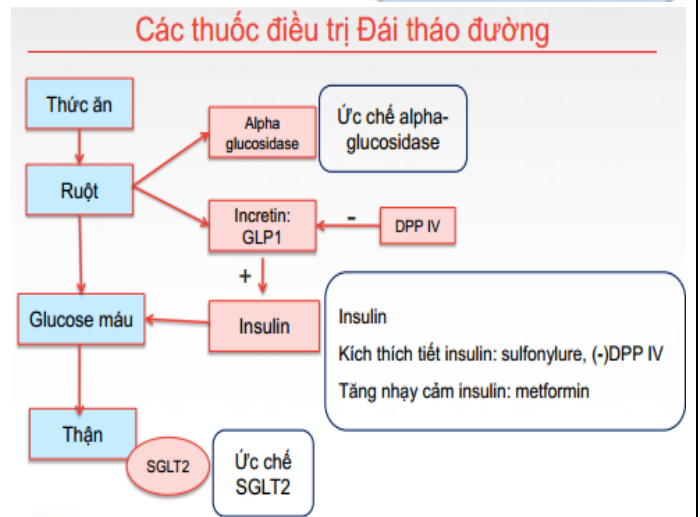 Các thuốc điều trị Đái tháo đường
Thức ăn
Alpha
glucosidase
Ức chế alpha-
glucosidase
Ruột
Incretin:
GLP1
-
DPP IV
+
Glucose máu
Insulin
Insulin
Kích thích tiết insulin: sulfonylure, (-)DPP IV
Tăng nhạy cảm insulin: metformin
Thận
SGLT2
Ức chế
SGLT2